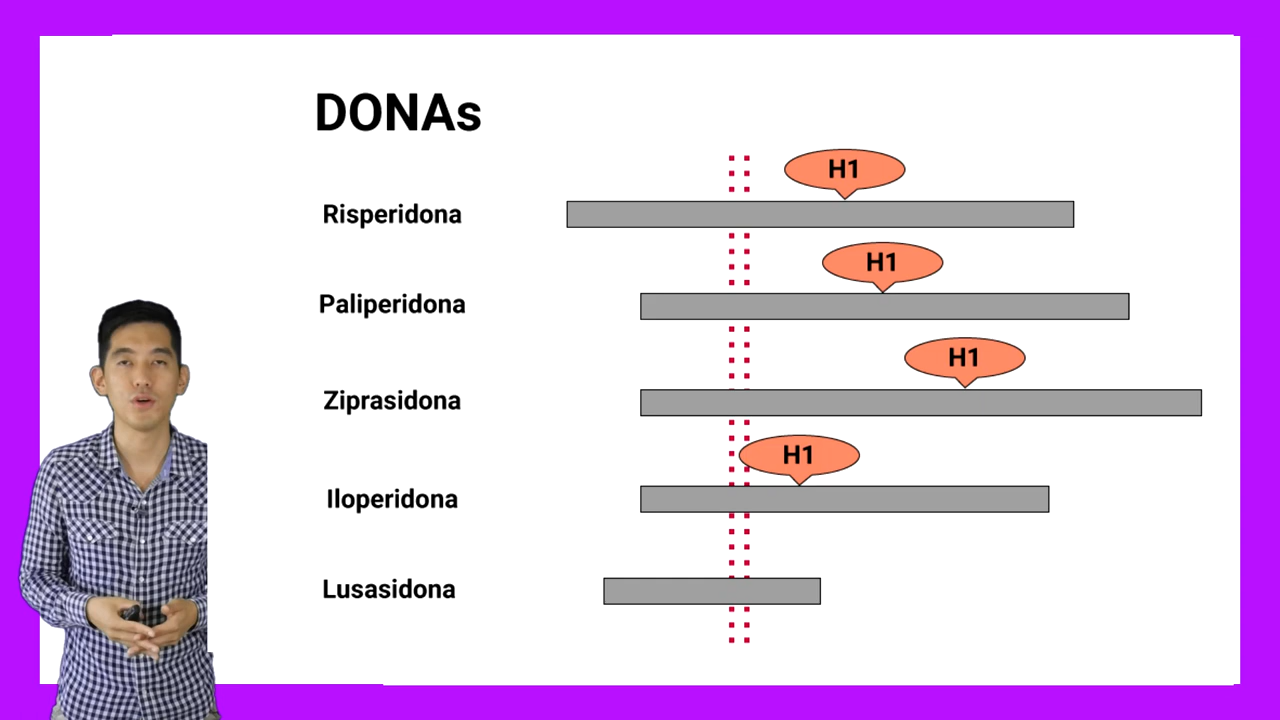 DONAs
H1
Risperidona
H1
Paliperidona
H1
Ziprasidona
H1
Iloperidona
Lusasidona